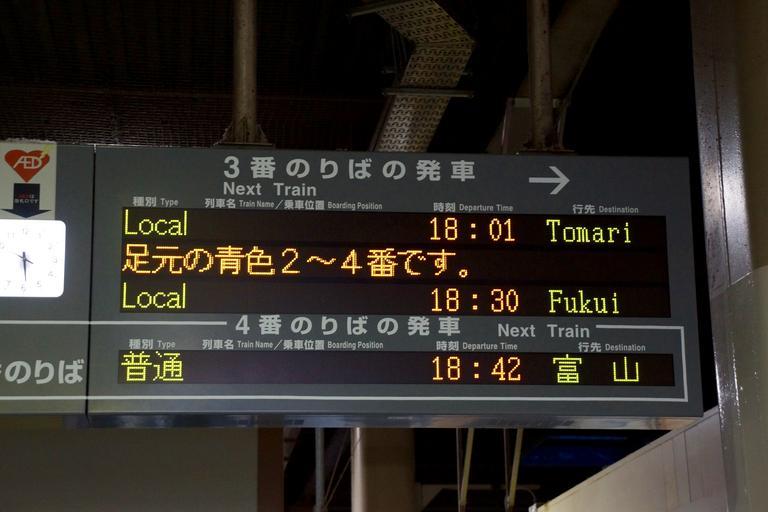 AED
3番のりばの発車 →
Next Train
種別 Type 列車名 Train Name／乗車位置 Boarding Position 時刻 Departure Time 行先 Destination
Local 18:01 Tomari
足元の青色2～4番です。
Local 18:30 Fukui
4番のりばの発車 Next Train
種別 Type 列車名 Train Name／乗車位置 Boarding Position 時刻 Departure Time 行先 Destination
普通 18:42 富山
のりば